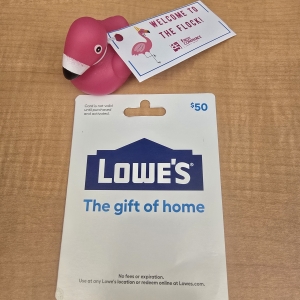 WELCOME TO
THE FLOCK!
Card is not valid
until purchased
and activated.
$50
LOWE'S
The gift of home
No fees or expiration.
Use at any Lowe's location or redeem online at Lowes.com.